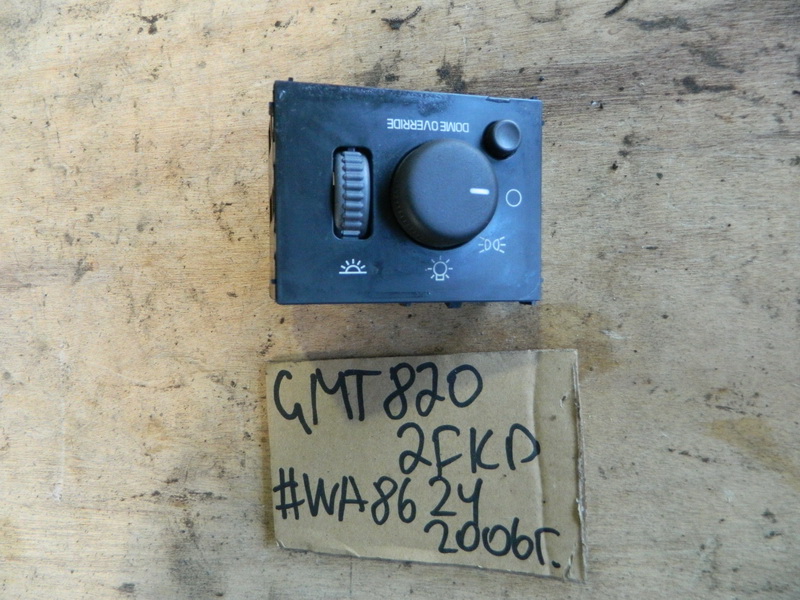 DOME OVERRIDE
GMT820
2FKD
#WA8624
2006г.